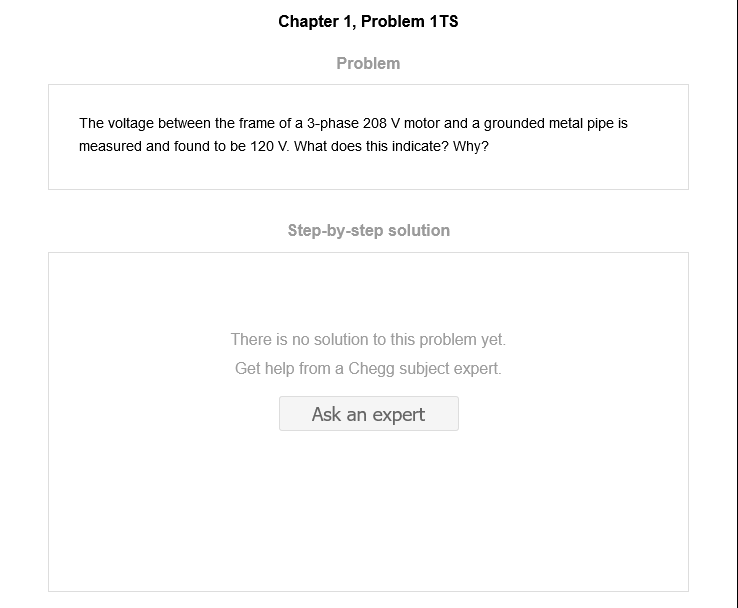 Chapter 1, Problem 1TS
Problem
The voltage between the frame of a 3-phase 208 V motor and a grounded metal pipe is
measured and found to be 120 V. What does this indicate? Why?
Step-by-step solution
There is no solution to this problem yet.
Get help from a Chegg subject expert.
Ask an expert